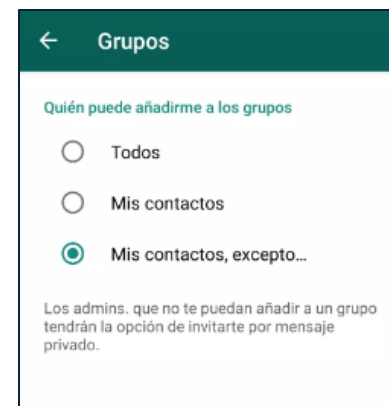 Grupos
Quién puede añadirme a los grupos
Todos
Mis contactos
Mis contactos, excepto...
Los admins. que no te puedan añadir a un grupo
tendrán la opción de invitarte por mensaje
privado.